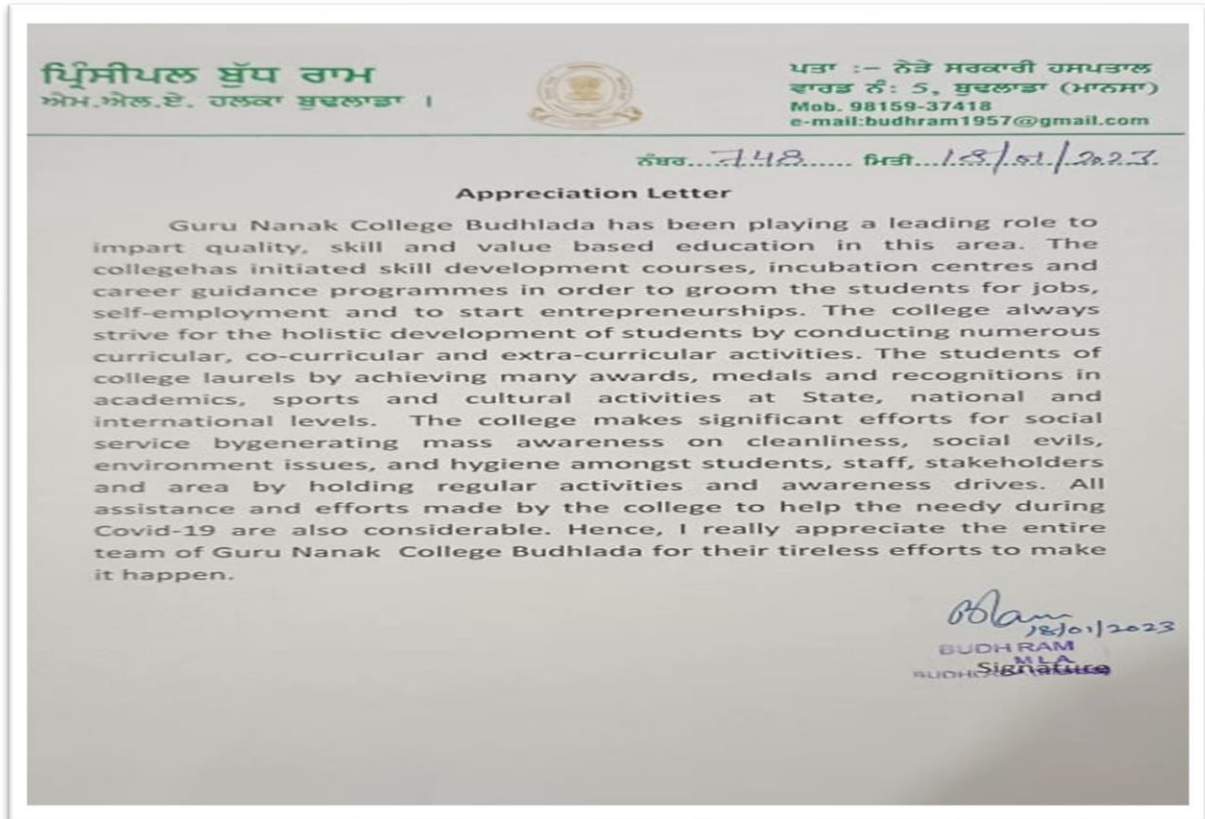 ਪ੍ਰਿੰਸੀਪਲ ਬੁੱਧ ਰਾਮ
ਐਮ.ਐਲ.ਏ. ਹਲਕਾ ਬੁਢਲਾਡਾ ।
ਪਤਾ :– ਨੇੜੇ ਸਰਕਾਰੀ ਹਸਪਤਾਲ
ਵਾਰਡ ਨੰ: 5, ਬੁਢਲਾਡਾ (ਮਾਨਸਾ)
Mob. 98159-37418
e-mail:budhram1957@gmail.com
ਨੰਬਰ...748...... ਮਿਤੀ...18/01/2023.
Appreciation Letter
Guru Nanak College Budhlada has been playing a leading role to
impart quality, skill and value based education in this area. The
collegehas initiated skill development courses, incubation centres and
career guidance programmes in order to groom the students for jobs,
self-employment and to start entrepreneurships. The college always
strive for the holistic development of students by conducting numerous
curricular, co-curricular and extra-curricular activities. The students of
college laurels by achieving many awards, medals and recognitions in
academics, sports and cultural activities at State, national and
international levels. The college makes significant efforts for social
service bygenerating mass awareness on cleanliness, social evils,
environment issues, and hygiene amongst students, staff, stakeholders
and area by holding regular activities and awareness drives. All
assistance and efforts made by the college to help the needy during
Covid-19 are also considerable. Hence, I really appreciate the entire
team of Guru Nanak College Budhlada for their tireless efforts to make
it happen.
18/01/2023
BUDH RAM
M L A
Signature